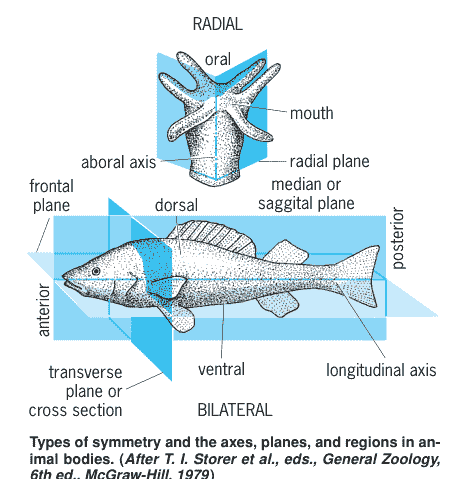 RADIAL
oral
mouth
aboral axis
radial plane
frontal
plane
median or
saggital plane
dorsal
posterior
anterior
transverse
plane or
cross section
ventral
longitudinal axis
BILATERAL
Types of symmetry and the axes, planes, and regions in an-
imal bodies. (After T. I. Storer et al., eds., General Zoology,
6th ed., McGraw-Hill, 1979)